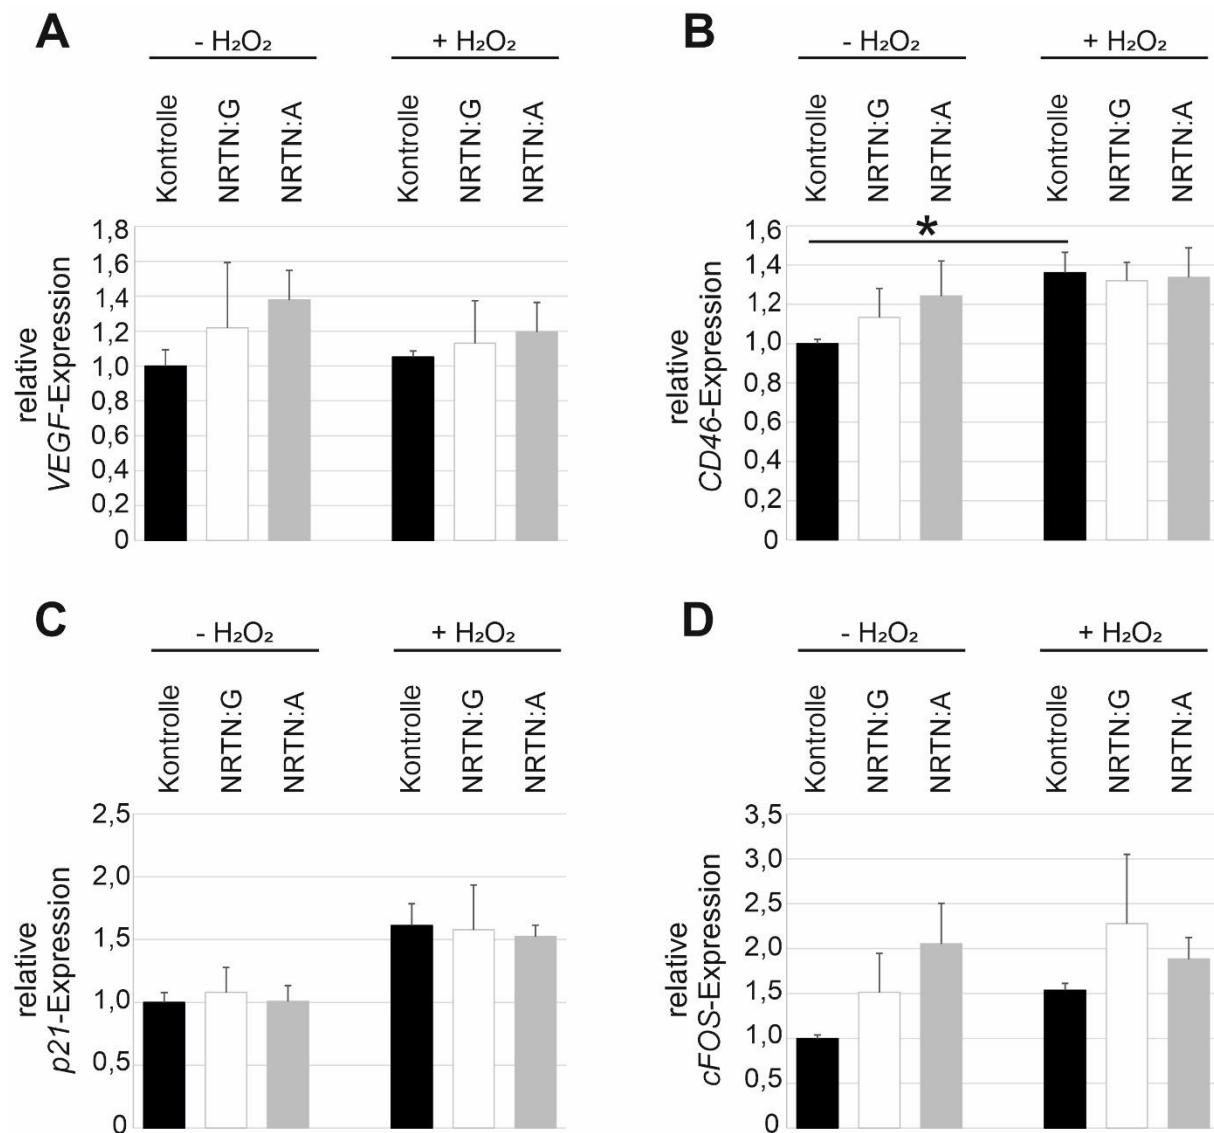 A
- H₂O₂
+ H₂O₂
Kontrolle
NRTN:G
NRTN:A
Kontrolle
NRTN:G
NRTN:A
relative
VEGF-Expression
1,8
1,6
1,4
1,2
1,0
0,8
0,6
0,4
0,2
0
B
- H₂O₂
+ H₂O₂
Kontrolle
NRTN:G
NRTN:A
Kontrolle
NRTN:G
NRTN:A
relative
CD46-Expression
1,6
1,4
1,2
1,0
0,8
0,6
0,4
0,2
0
*
C
- H₂O₂
+ H₂O₂
Kontrolle
NRTN:G
NRTN:A
Kontrolle
NRTN:G
NRTN:A
relative
p21-Expression
2,5
2,0
1,5
1,0
0,5
0
D
- H₂O₂
+ H₂O₂
Kontrolle
NRTN:G
NRTN:A
Kontrolle
NRTN:G
NRTN:A
relative
cFOS-Expression
3,5
3,0
2,5
2,0
1,5
1,0
0,5
0